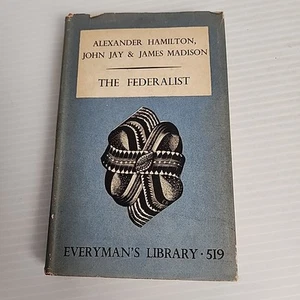 ALEXANDER HAMILTON,
JOHN JAY & JAMES MADISON
THE FEDERALIST
EVERYMAN'S LIBRARY · 519